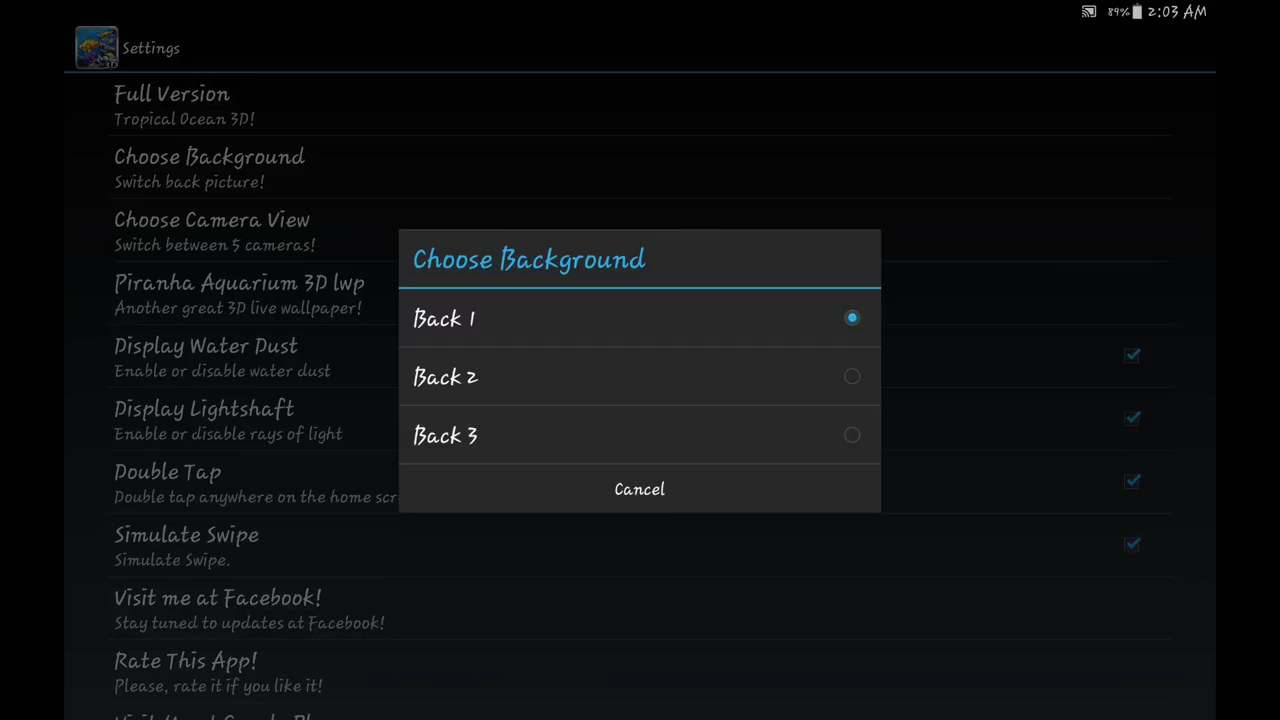 89% 2:03 AM
Settings
Full Version
Tropical Ocean 3D!
Choose Background
Switch back picture!
Choose Camera View
Switch between 5 cameras!
Piranha Aquarium 3D lwp
Another great 3D live wallpaper!
Display Water Dust
Enable or disable water dust
Display Lightshaft
Enable or disable rays of light
Double Tap
Double tap anywhere on the home scr
Simulate Swipe
Simulate Swipe.
Visit me at Facebook!
Stay tuned to updates at Facebook!
Rate This App!
Please, rate it if you like it!
Choose Background
Back 1
Back 2
Back 3
Cancel